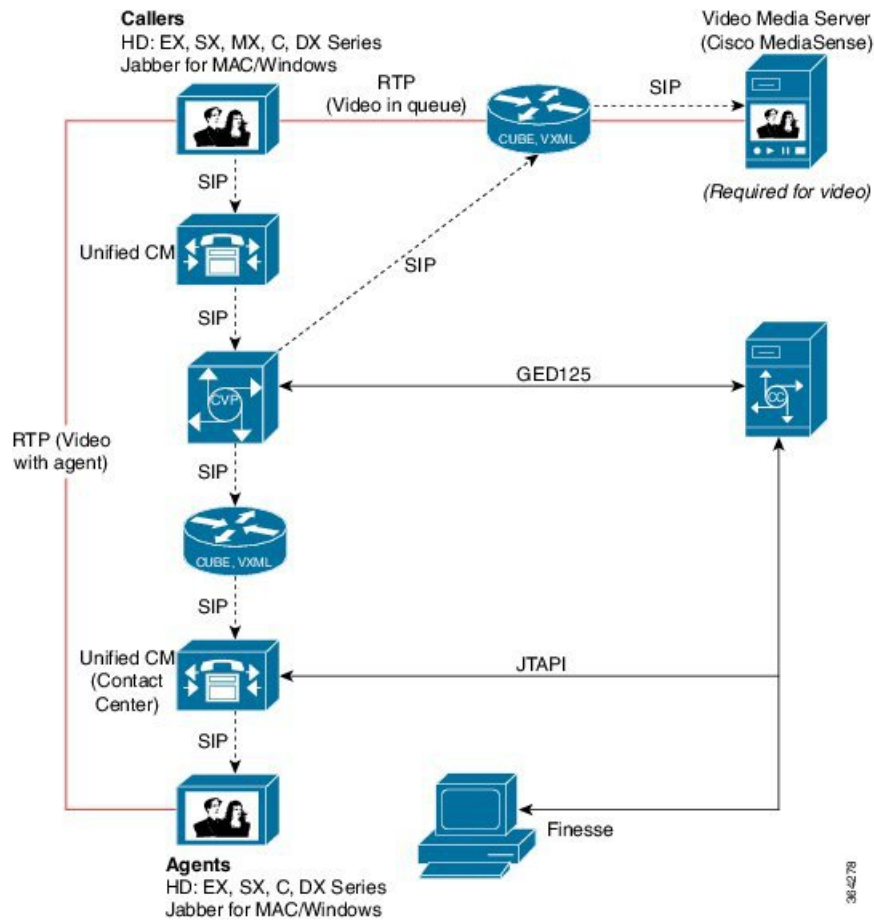 Callers
HD: EX, SX, MX, C, DX Series
Jabber for MAC/Windows
Video Media Server
(Cisco MediaSense)
RTP
(Video in queue)
SIP
CUBE, VXML
(Required for video)
SIP
Unified CM
SIP
SIP
CVP
GED125
CC
RTP (Video
with agent)
SIP
CUBE, VXML
SIP
Unified CM
(Contact
Center)
JTAPI
SIP
Finesse
Agents
HD: EX, SX, C, DX Series
Jabber for MAC/Windows
364278